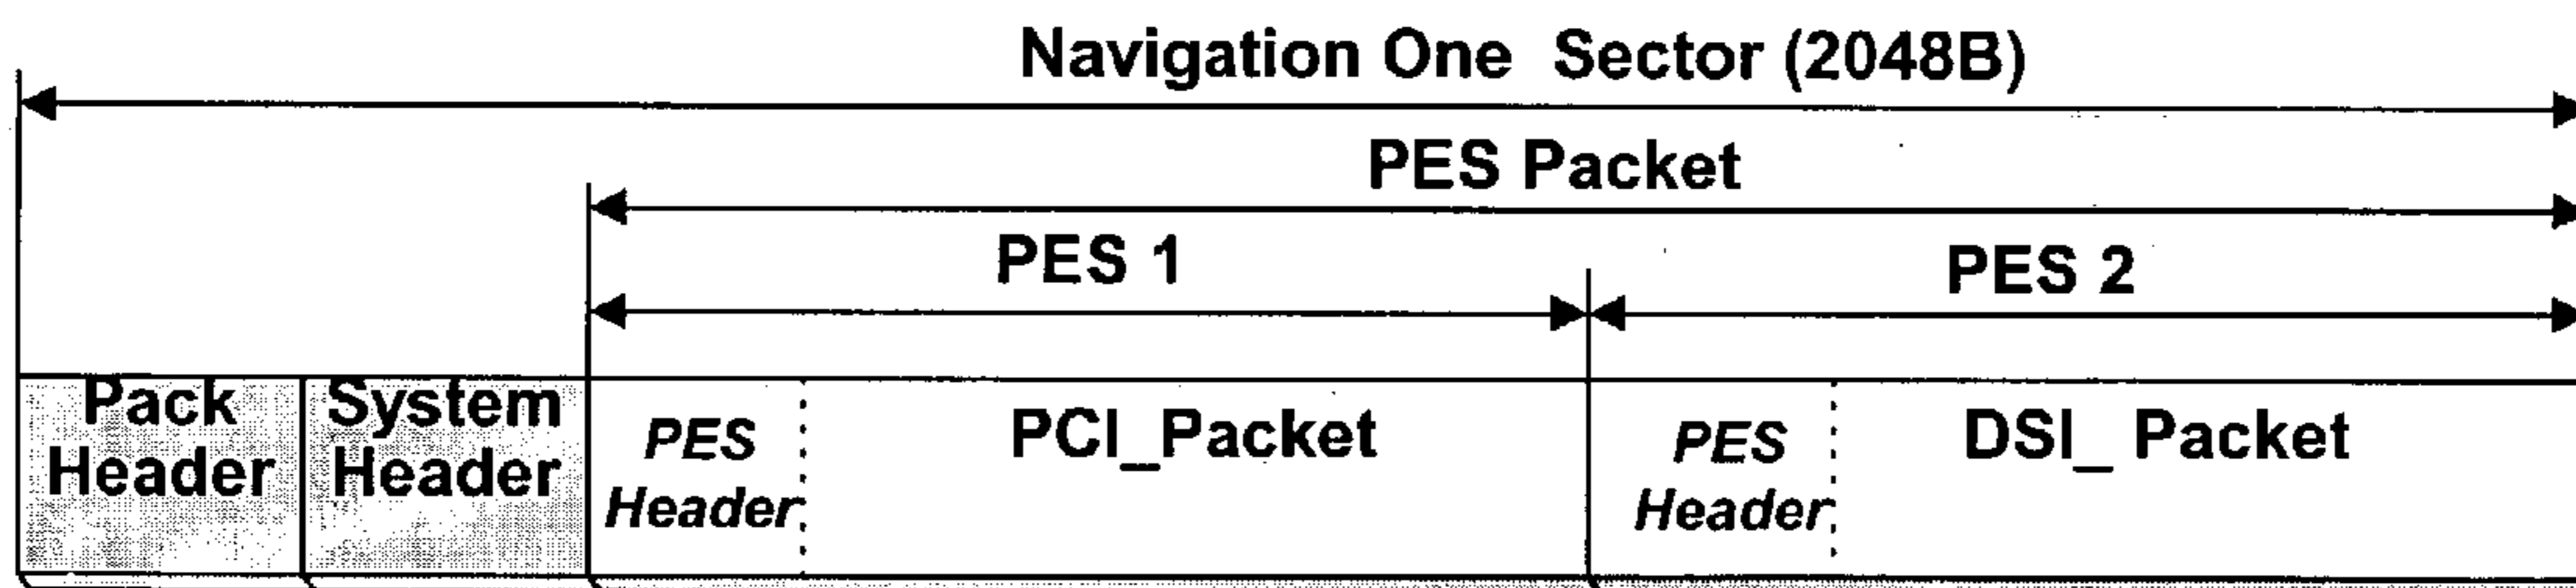 Navigation One Sector (2048B)
PES Packet
PES 1
PES 2
Pack
Header
System
Header
PES
Header
PCI_Packet
PES
Header
DSI_ Packet